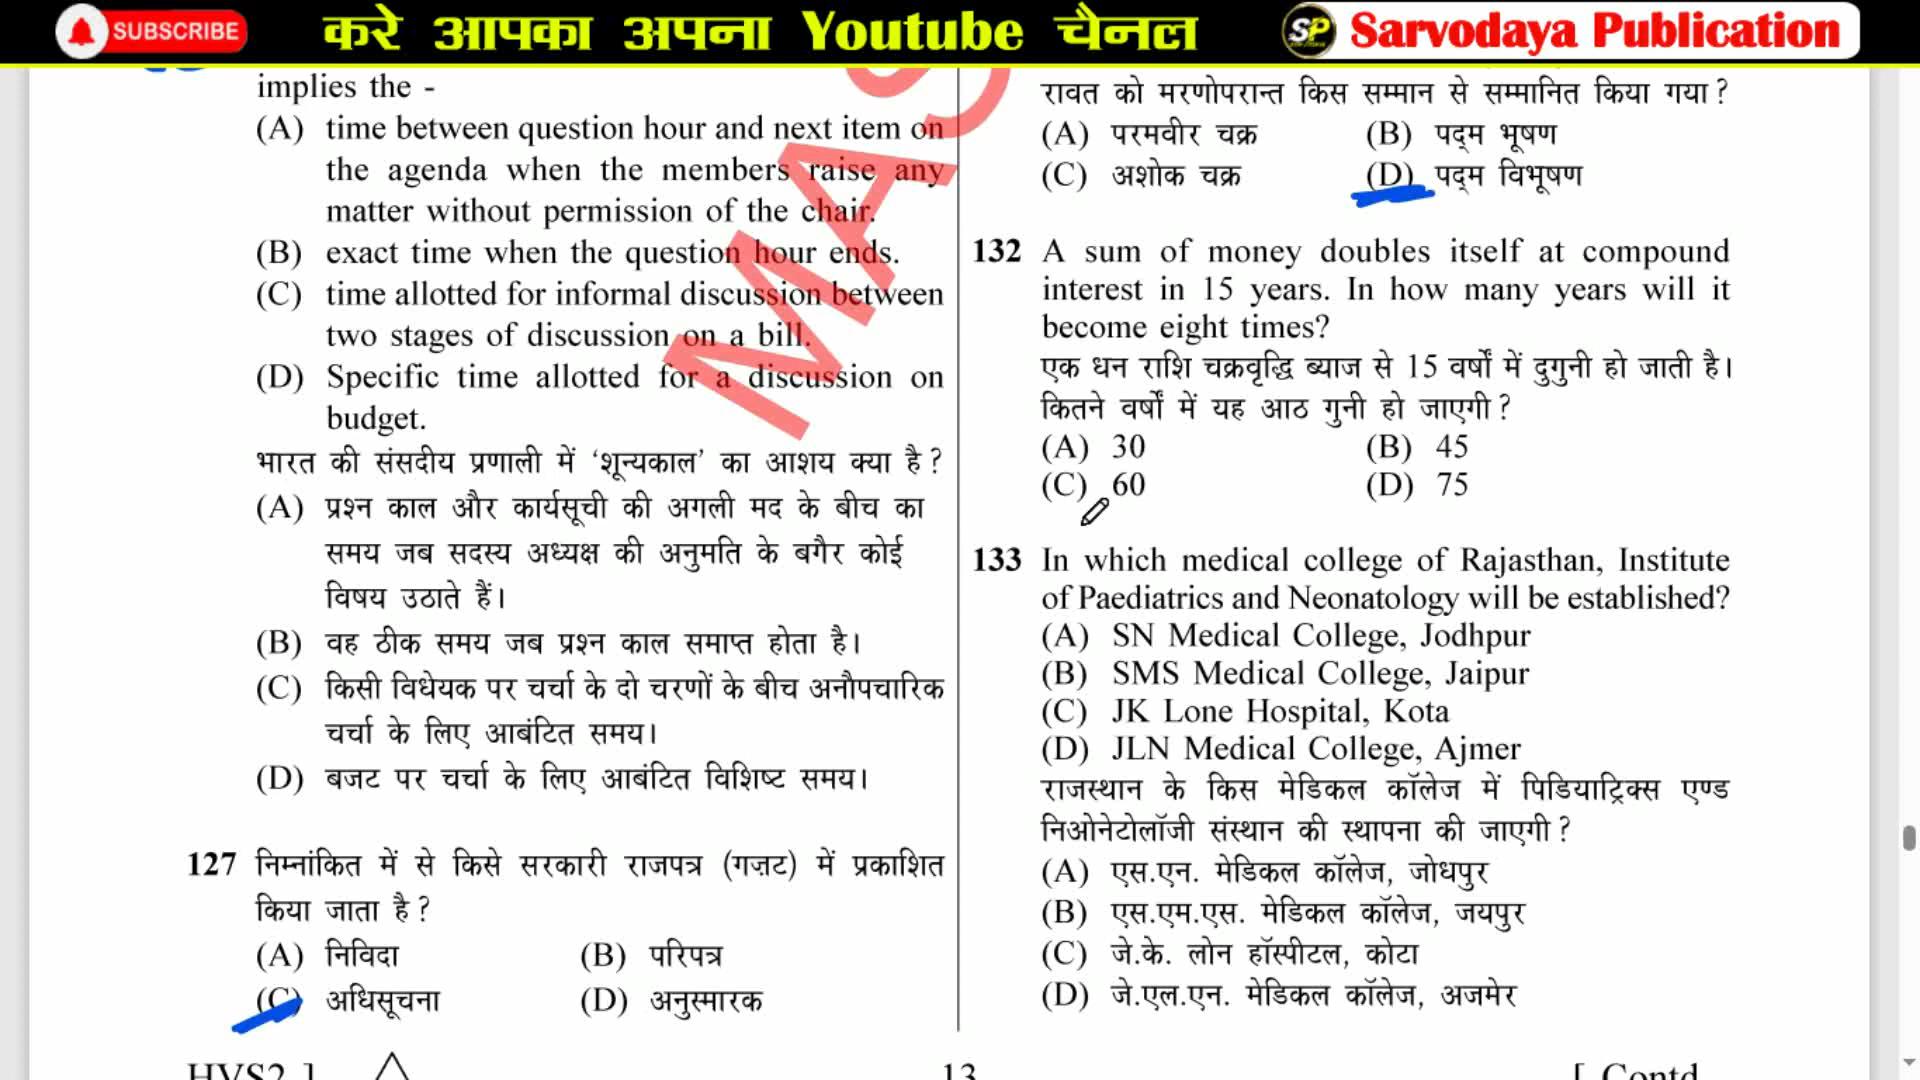 SUBSCRIBE करे आपका अपना Youtube चैनल SP Sarvodaya Publication
implies the -
(A) time between question hour and next item on
the agenda when the members raise any
matter without permission of the chair.
(B) exact time when the question hour ends.
(C) time allotted for informal discussion between
two stages of discussion on a bill.
(D) Specific time allotted for a discussion on
budget.
भारत की संसदीय प्रणाली में ‘शून्यकाल’ का आशय क्या है ?
(A) प्रश्न काल और कार्यसूची की अगली मद के बीच का
समय जब सदस्य अध्यक्ष की अनुमति के बगैर कोई
विषय उठाते हैं।
(B) वह ठीक समय जब प्रश्न काल समाप्त होता है।
(C) किसी विधेयक पर चर्चा के दो चरणों के बीच अनौपचारिक
चर्चा के लिए आबंटित समय।
(D) बजट पर चर्चा के लिए आबंटित विशिष्ट समय।
127 निम्नांकित में से किसे सरकारी राजपत्र (गज़ट) में प्रकाशित
किया जाता है ?
(A) निविदा (B) परिपत्र
(C) अधिसूचना (D) अनुस्मारक
रावत को मरणोपरान्त किस सम्मान से सम्मानित किया गया ?
(A) परमवीर चक्र (B) पद्म भूषण
(C) अशोक चक्र (D) पद्म विभूषण
132 A sum of money doubles itself at compound
interest in 15 years. In how many years will it
become eight times?
एक धन राशि चक्रवृद्धि ब्याज से 15 वर्षों में दुगुनी हो जाती है।
कितने वर्षों में यह आठ गुनी हो जाएगी ?
(A) 30 (B) 45
(C) 60 (D) 75
133 In which medical college of Rajasthan, Institute
of Paediatrics and Neonatology will be established?
(A) SN Medical College, Jodhpur
(B) SMS Medical College, Jaipur
(C) JK Lone Hospital, Kota
(D) JLN Medical College, Ajmer
राजस्थान के किस मेडिकल कॉलेज में पिडियाट्रिक्स एण्ड
निओनेटोलॉजी संस्थान की स्थापना की जाएगी ?
(A) एस.एन. मेडिकल कॉलेज, जोधपुर
(B) एस.एम.एस. मेडिकल कॉलेज, जयपुर
(C) जे.के. लोन हॉस्पीटल, कोटा
(D) जे.एल.एन. मेडिकल कॉलेज, अजमेर
HVS2 ] 13 [ Contd
MAS